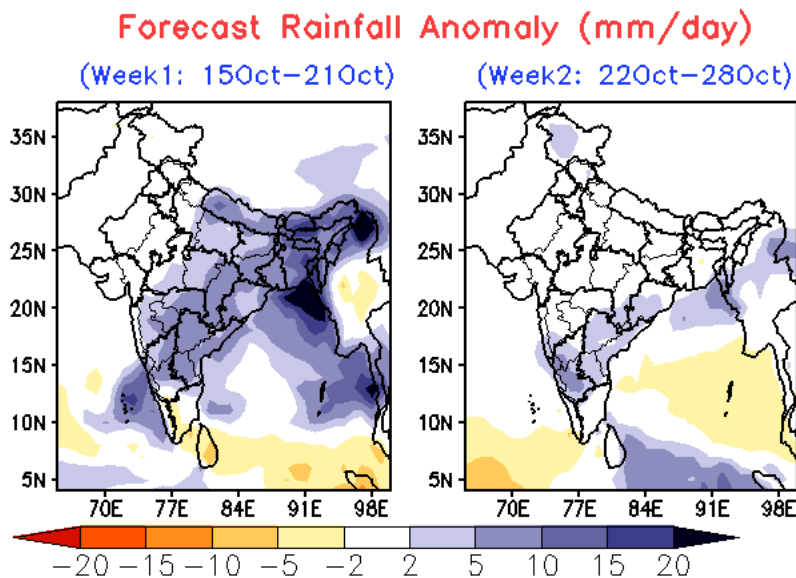 Forecast Rainfall Anomaly (mm/day)
(Week1: 15Oct−21Oct) (Week2: 22Oct−28Oct)
35N 35N
30N 30N
25N 25N
20N 20N
15N 15N
10N 10N
5N 5N
70E 77E 84E 91E 98E 70E 77E 84E 91E 98E
−20 −15 −10 −5 −2 2 5 10 15 20